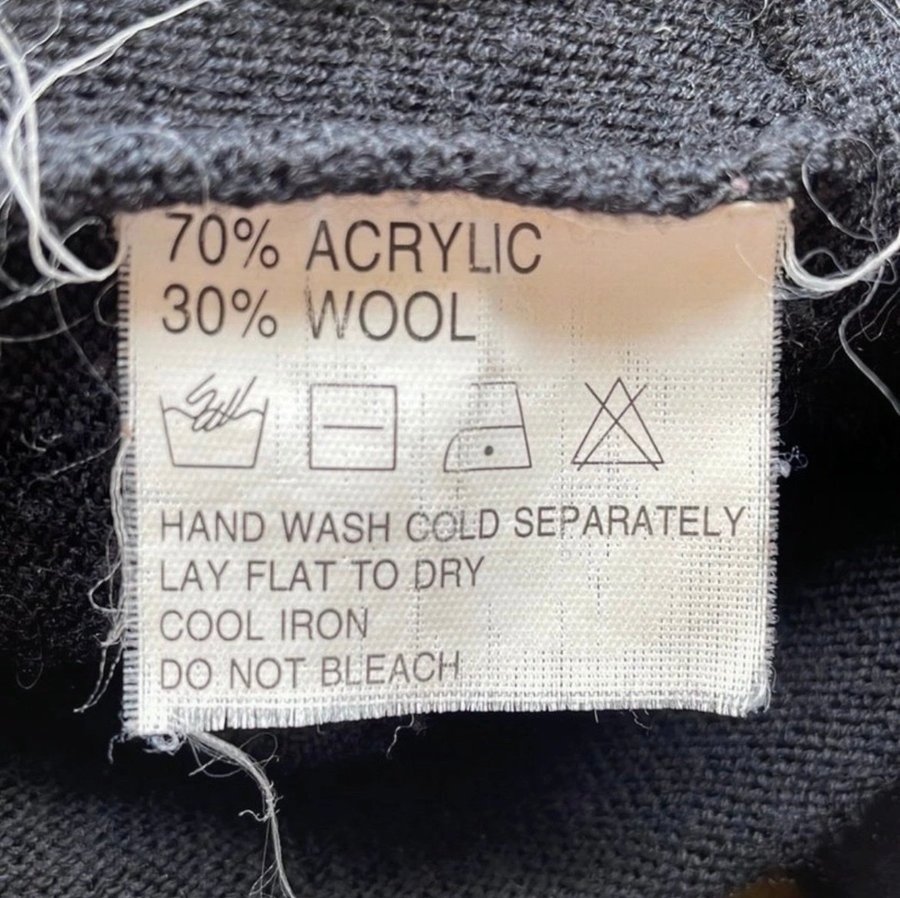 70% ACRYLIC
30% WOOL
HAND WASH COLD SEPARATELY
LAY FLAT TO DRY
COOL IRON
DO NOT BLEACH